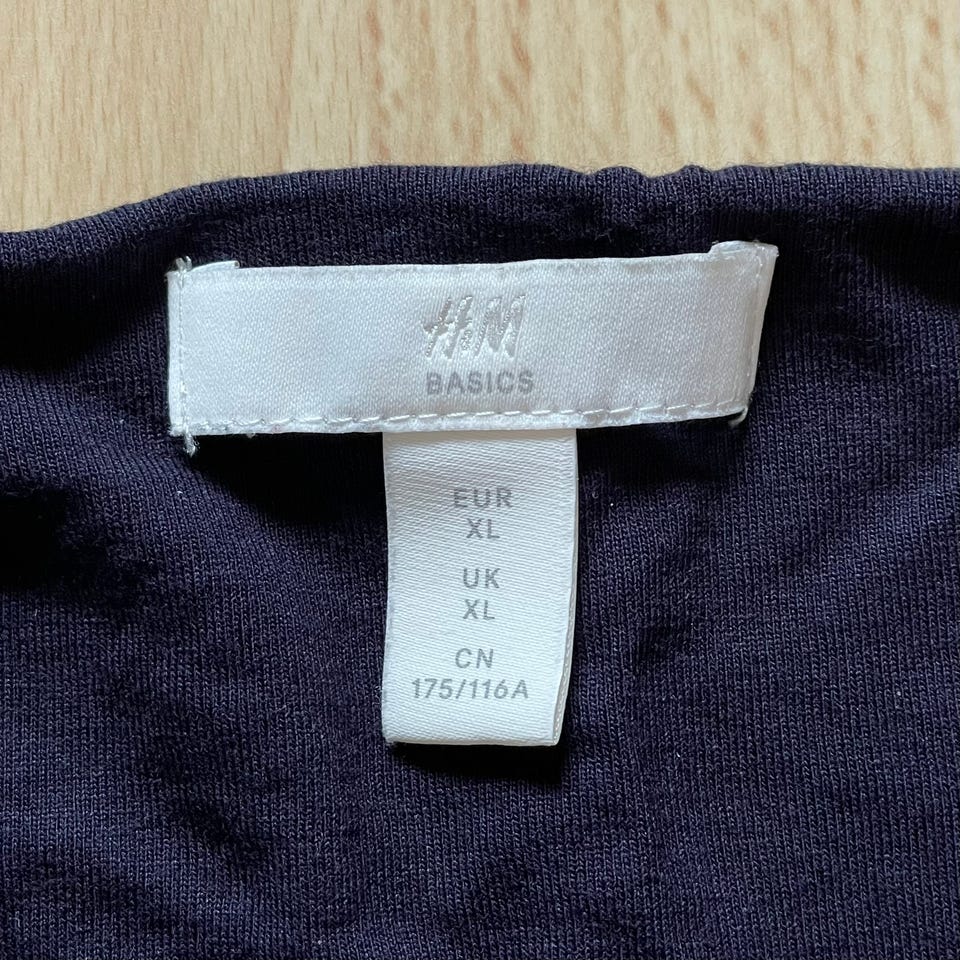 H&M
BASICS
EUR
XL
UK
XL
CN
175/116A